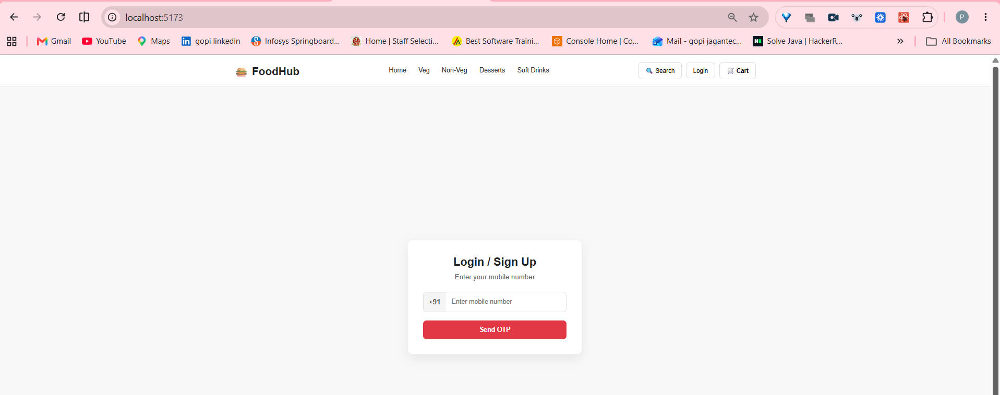 localhost:5173
P
Gmail
YouTube
Maps
gopi linkedin
Infosys Springboard...
Home | Staff Selecti...
Best Software Traini...
Console Home | Co...
Mail - gopi jagantec...
Solve Java | HackerR...
All Bookmarks
FoodHub
Home
Veg
Non-Veg
Desserts
Soft Drinks
Search
Login
Cart
Login / Sign Up
Enter your mobile number
+91
Enter mobile number
Send OTP